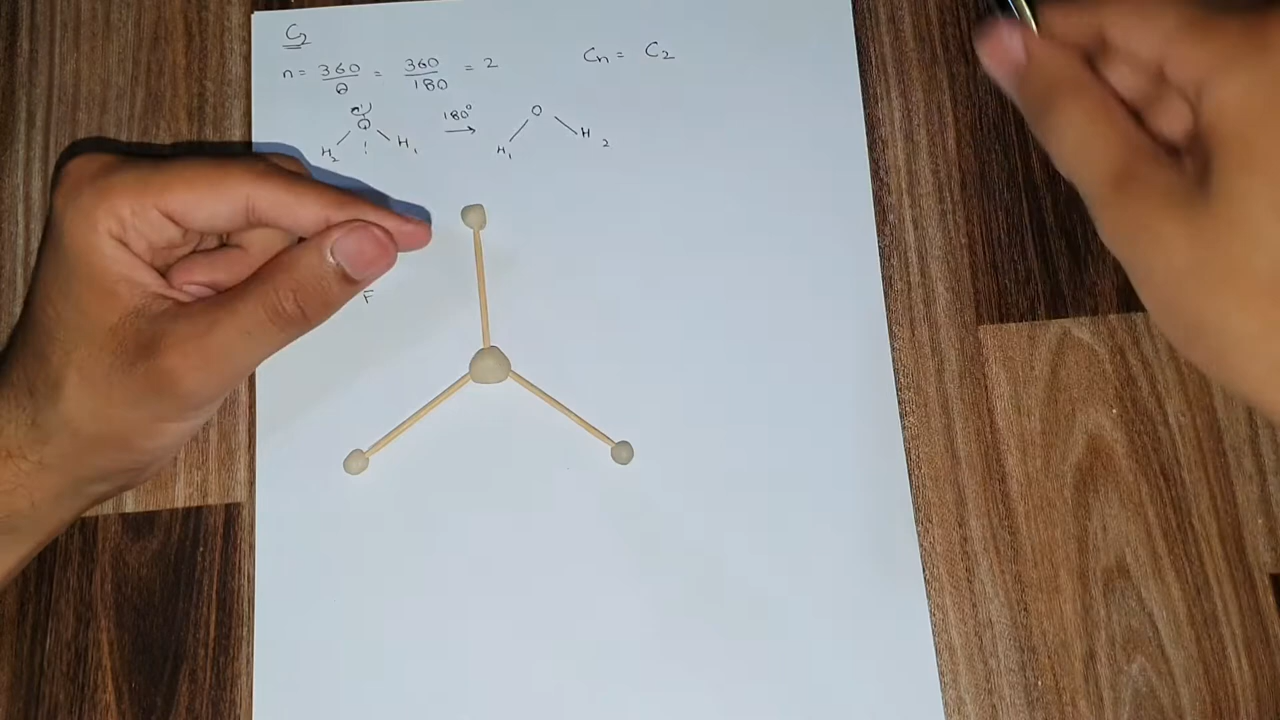 C₂
n = 360/θ = 360/180 = 2 Cn = C₂
O 180° → O
H₂ H₁ H₁ H₂
F